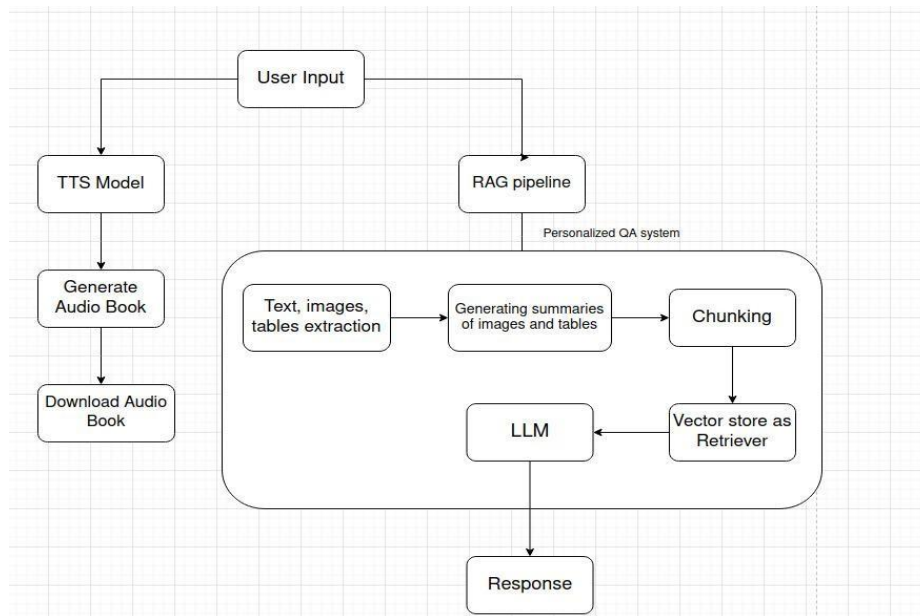 User Input
TTS Model
RAG pipeline
Personalized QA system
Generate
Audio Book
Text, images,
tables extraction
Generating summaries
of images and tables
Chunking
Download Audio
Book
LLM
Vector store as
Retriever
Response